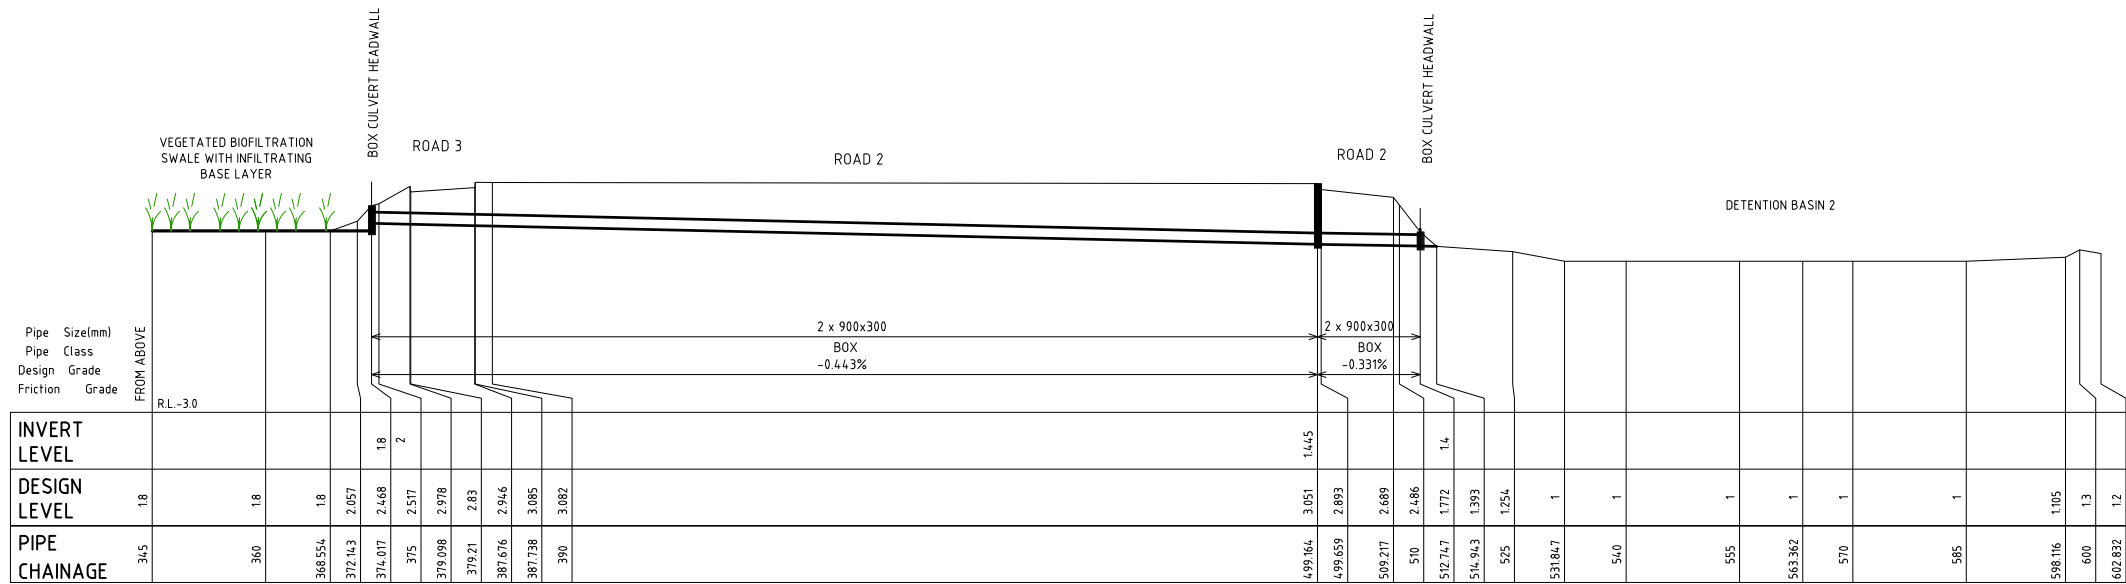 BOX CULVERT HEADWALL
BOX CULVERT HEADWALL
VEGETATED BIOFILTRATION
SWALE WITH INFILTRATING
BASE LAYER
ROAD 3
ROAD 2
ROAD 2
DETENTION BASIN 2
Pipe Size(mm)
Pipe Class
Design Grade
Friction Grade
FROM ABOVE
2 x 900x300
BOX
-0.443%
2 x 900x300
BOX
-0.331%
R.L.-3.0
INVERT
LEVEL
1.8
2
1.445
1.4
DESIGN
LEVEL
1.8
1.8
1.8
2.057
2.468
2.517
2.978
2.83
2.946
3.085
3.082
3.051
2.893
2.689
2.486
1.772
1.393
1.254
1
1
1
1
1
1
1.105
1.3
1.2
PIPE
CHAINAGE
345
360
368.554
372.143
374.017
375
379.098
379.21
387.676
387.738
390
499.164
499.659
509.217
510
512.747
514.943
525
531.847
540
555
563.362
570
585
598.116
600
602.832